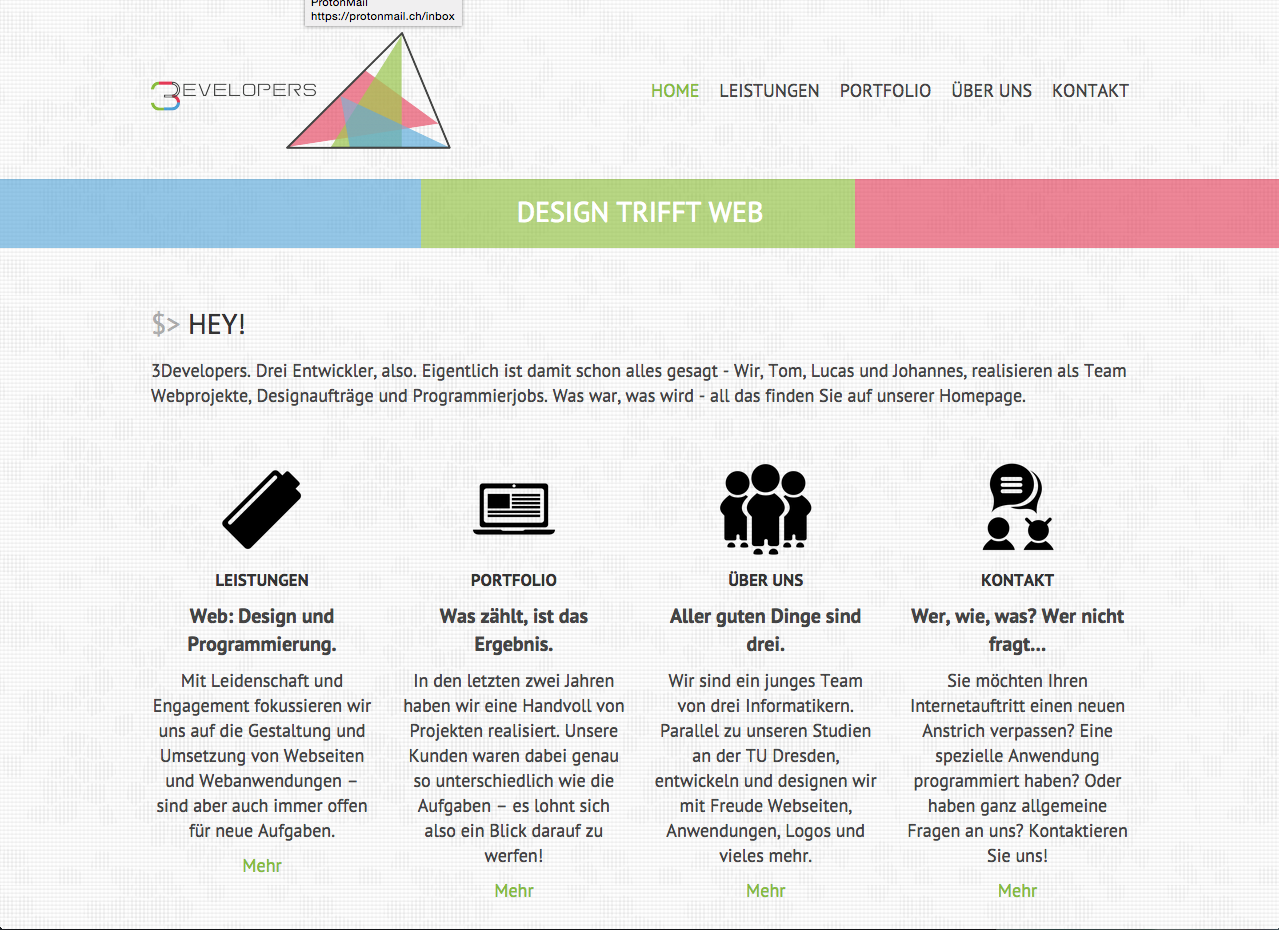 ProtonMail
https://protonmail.ch/inbox
3EVELOPERS
HOME LEISTUNGEN PORTFOLIO ÜBER UNS KONTAKT
DESIGN TRIFFT WEB
$> HEY!
3Developers. Drei Entwickler, also. Eigentlich ist damit schon alles gesagt - Wir, Tom, Lucas und Johannes, realisieren als Team
Webprojekte, Designaufträge und Programmierjobs. Was war, was wird - all das finden Sie auf unserer Homepage.
LEISTUNGEN
Web: Design und
Programmierung.
Mit Leidenschaft und
Engagement fokussieren wir
uns auf die Gestaltung und
Umsetzung von Webseiten
und Webanwendungen –
sind aber auch immer offen
für neue Aufgaben.
Mehr
PORTFOLIO
Was zählt, ist das
Ergebnis.
In den letzten zwei Jahren
haben wir eine Handvoll von
Projekten realisiert. Unsere
Kunden waren dabei genau
so unterschiedlich wie die
Aufgaben – es lohnt sich
also ein Blick darauf zu
werfen!
Mehr
ÜBER UNS
Aller guten Dinge sind
drei.
Wir sind ein junges Team
von drei Informatikern.
Parallel zu unseren Studien
an der TU Dresden,
entwickeln und designen wir
mit Freude Webseiten,
Anwendungen, Logos und
vieles mehr.
Mehr
KONTAKT
Wer, wie, was? Wer nicht
fragt...
Sie möchten Ihren
Internetauftritt einen neuen
Anstrich verpassen? Eine
spezielle Anwendung
programmiert haben? Oder
haben ganz allgemeine
Fragen an uns? Kontaktieren
Sie uns!
Mehr